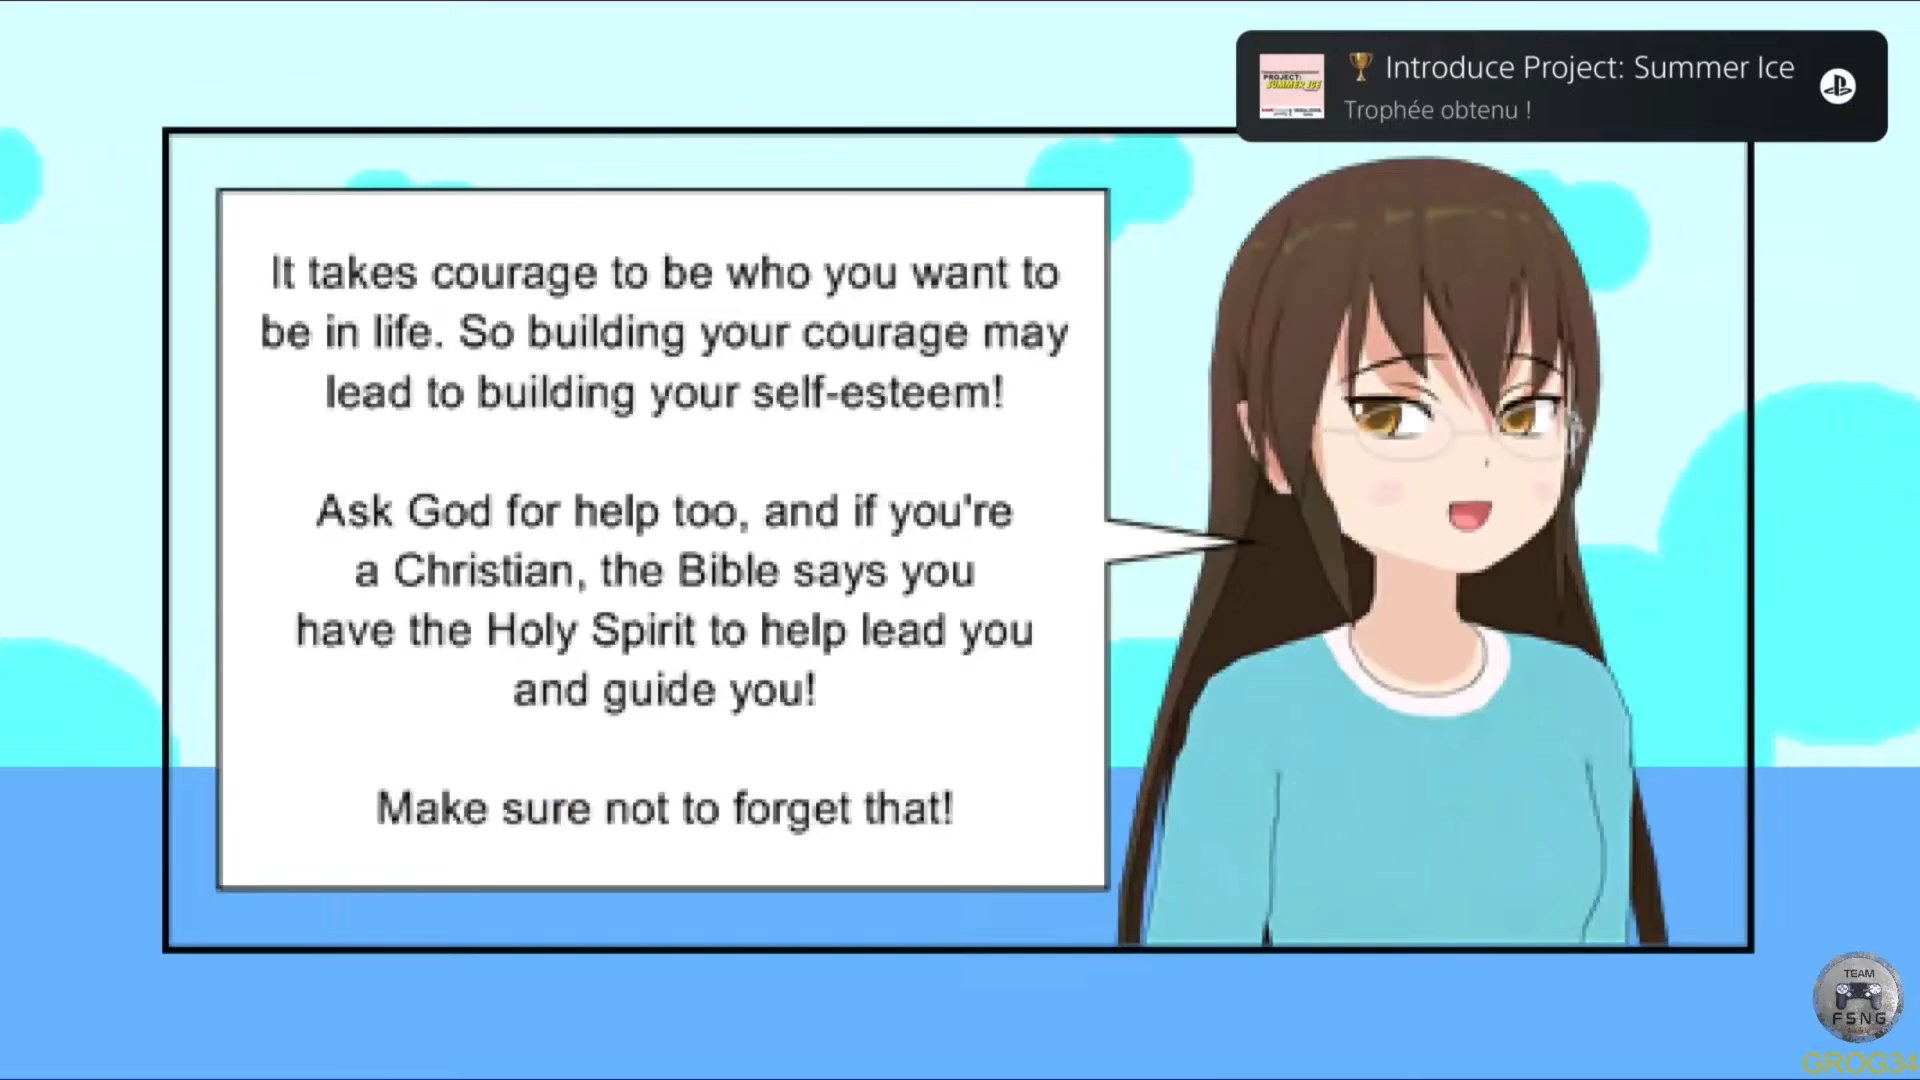 Introduce Project: Summer Ice
Trophée obtenu !
PROJECT:
SUMMER ICE
It takes courage to be who you want to
be in life. So building your courage may
lead to building your self-esteem!
Ask God for help too, and if you're
a Christian, the Bible says you
have the Holy Spirit to help lead you
and guide you!
Make sure not to forget that!
TEAM
FSNG
GROG34